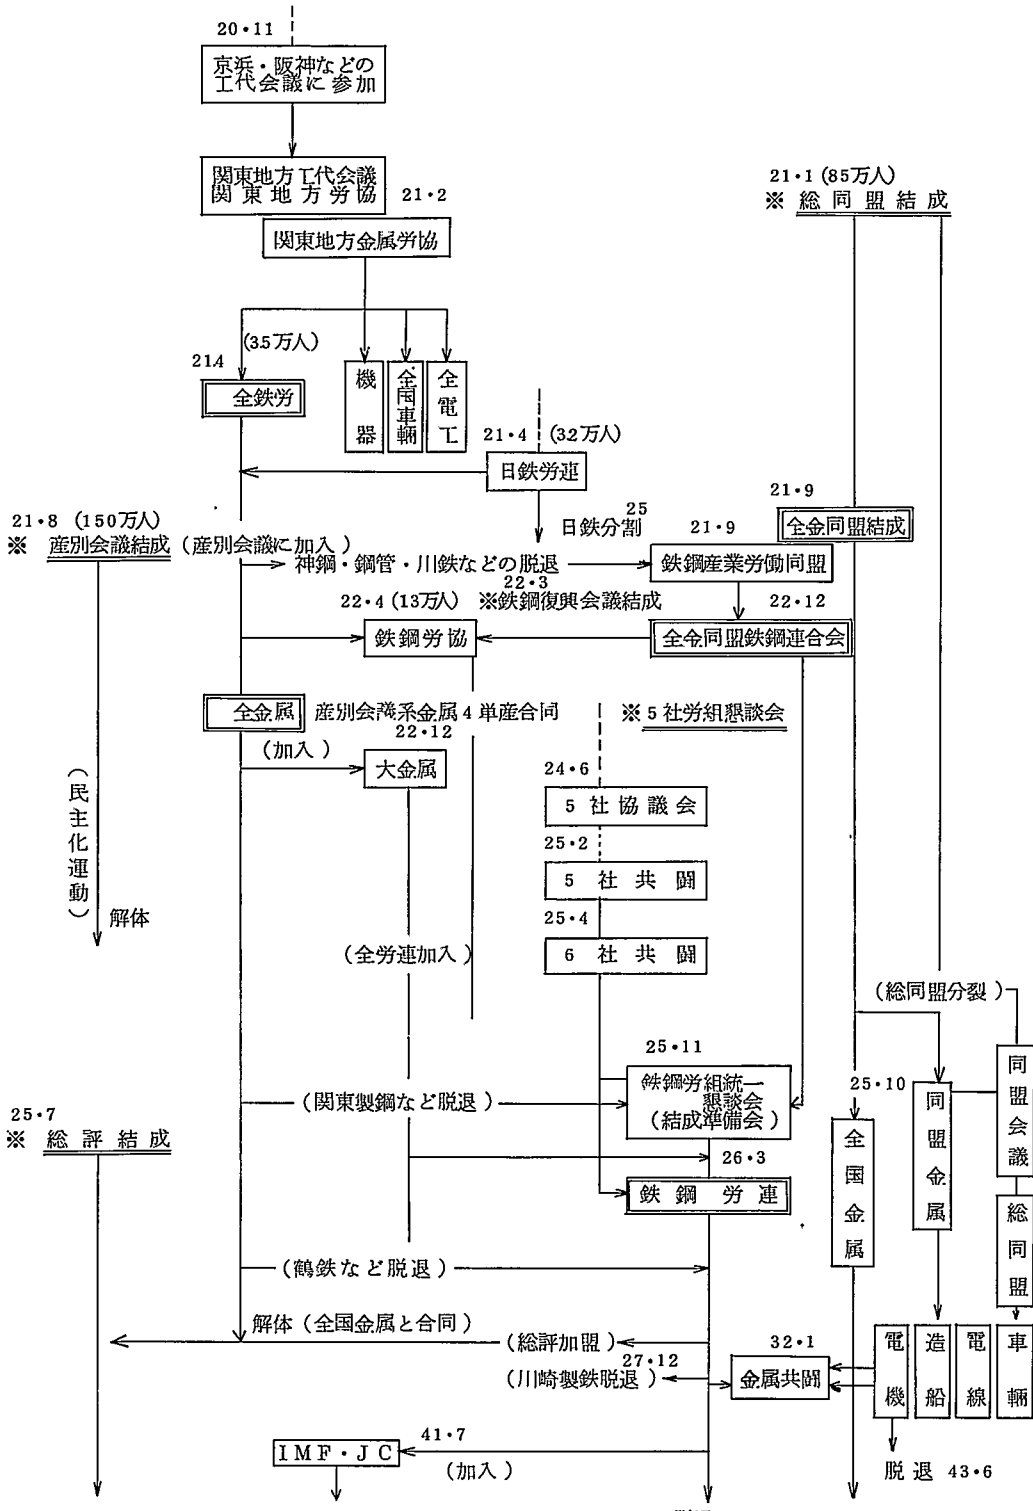 20・11
京浜・阪神などの
工代会議に参加
関東地方工代会議
関東地方労協
21・2
関東地方金属労協
21・1 (85万人)
※ 総同盟結成
(3.5万人)
21.4
全鉄労
機器
全国車輛
全電工
21・4 (3.2万人)
日鉄労連
25
日鉄分割
21・9
全金同盟結成
21・8 (150万人)
※ 産別会議結成 (産別会議に加入)
神鋼・鋼管・川鉄などの脱退
21・9
鉄鋼産業労働同盟
22・3
22・4 (13万人) ※鉄鋼復興会議結成
鉄鋼労協
22・12
全金同盟鉄鋼連合会
全金属 産別会議系金属4単産合同
※5社労組懇談会
(加入)
22・12
大金属
24・6
5社協議会
25・2
5社共闘
25・4
6社共闘
(民主化運動)
解体
(全労連加入)
(総同盟分裂)
25・11
鉄鋼労組統一
懇談会
(結成準備会)
25・10
全国金属
同盟金属
同盟会議
総同盟
(関東製鋼など脱退)
25・7
※ 総評結成
26・3
鉄鋼労連
(鶴鉄など脱退)
解体(全国金属と合同)
(総評加盟)
27・12
(川崎製鉄脱退)
32・1
金属共闘
電機
造船
電線
車輛
41・7
IMF・JC
(加入)
脱退 43・6